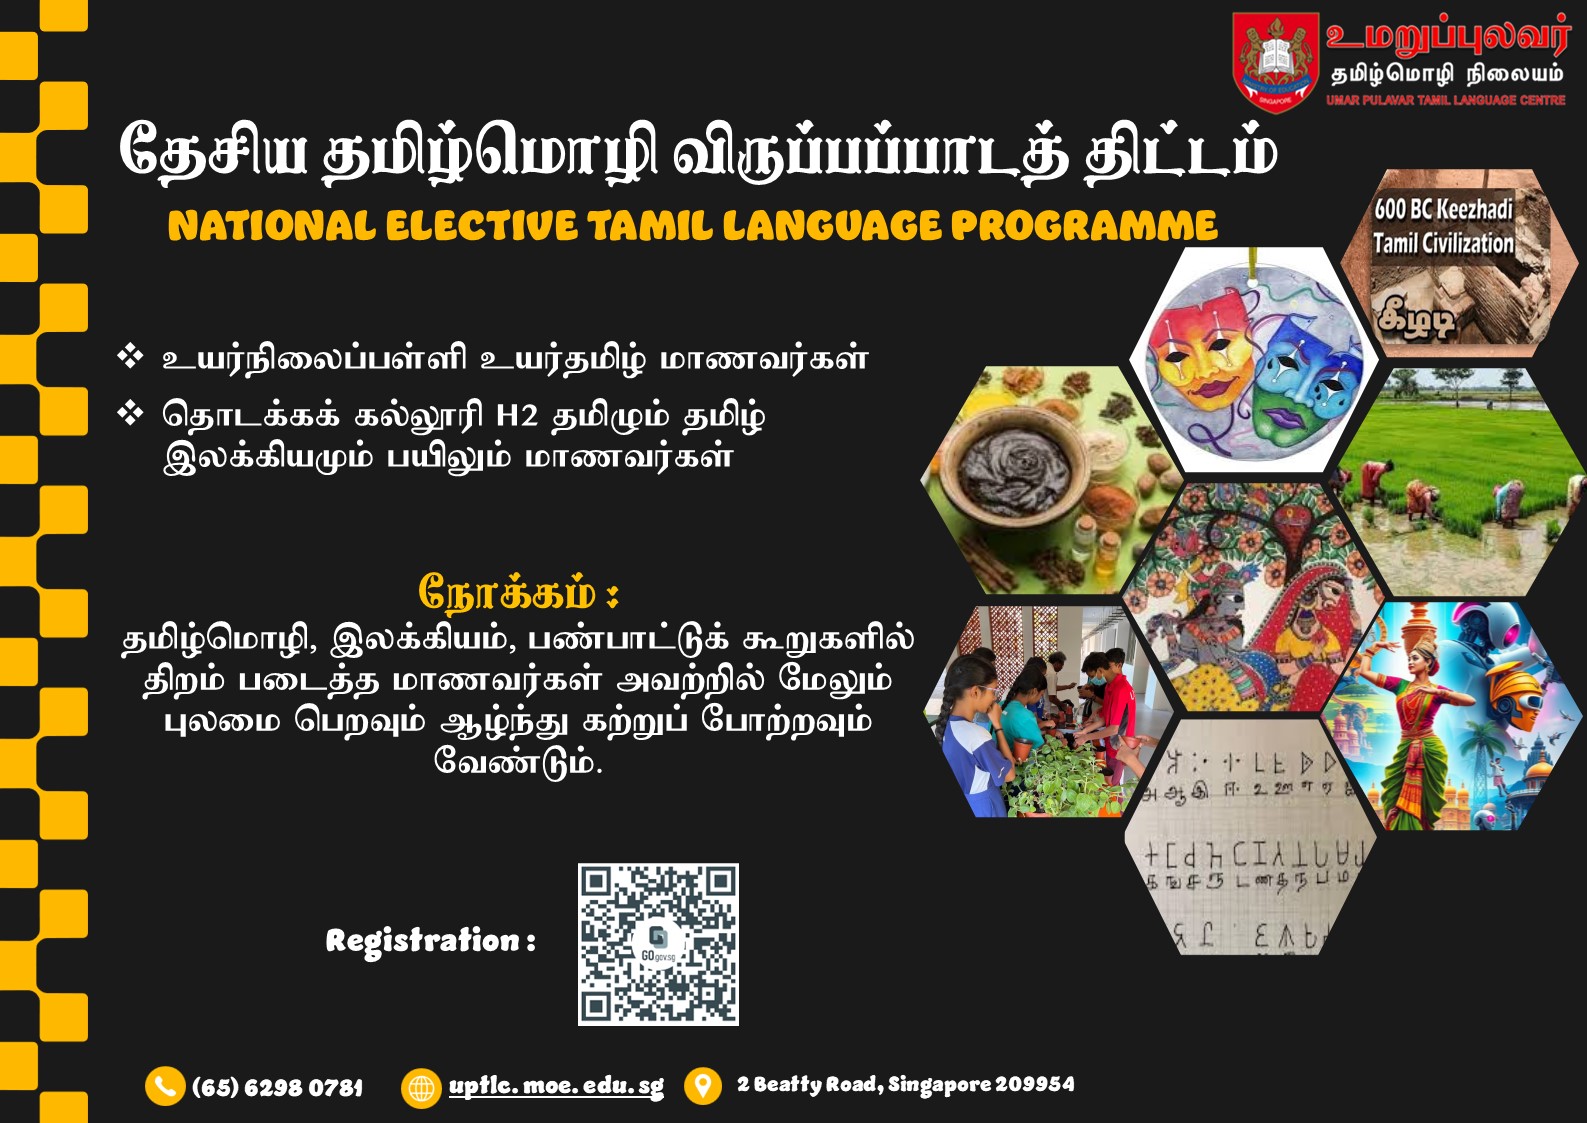 உமறுப்புலவர்
தமிழ்மொழி நிலையம்
UMAR PULAVAR TAMIL LANGUAGE CENTRE
SINGAPORE
தேசிய தமிழ்மொழி விருப்பப்பாடத் திட்டம்
NATIONAL ELECTIVE TAMIL LANGUAGE PROGRAMME
600 BC Keezhadi
Tamil Civilization
கீழடி
❖ உயர்நிலைப்பள்ளி உயர்தமிழ் மாணவர்கள்
❖ தொடக்கக் கல்லூரி H2 தமிழும் தமிழ்
இலக்கியமும் பயிலும் மாணவர்கள்
நோக்கம் :
தமிழ்மொழி, இலக்கியம், பண்பாட்டுக் கூறுகளில்
திறம் படைத்த மாணவர்கள் அவற்றில் மேலும்
புலமை பெறவும் ஆழ்ந்து கற்றுப் போற்றவும்
வேண்டும்.
Registration :
GO.gov.sg
(65) 6298 0781
uptlc.moe.edu.sg
2 Beatty Road, Singapore 209954